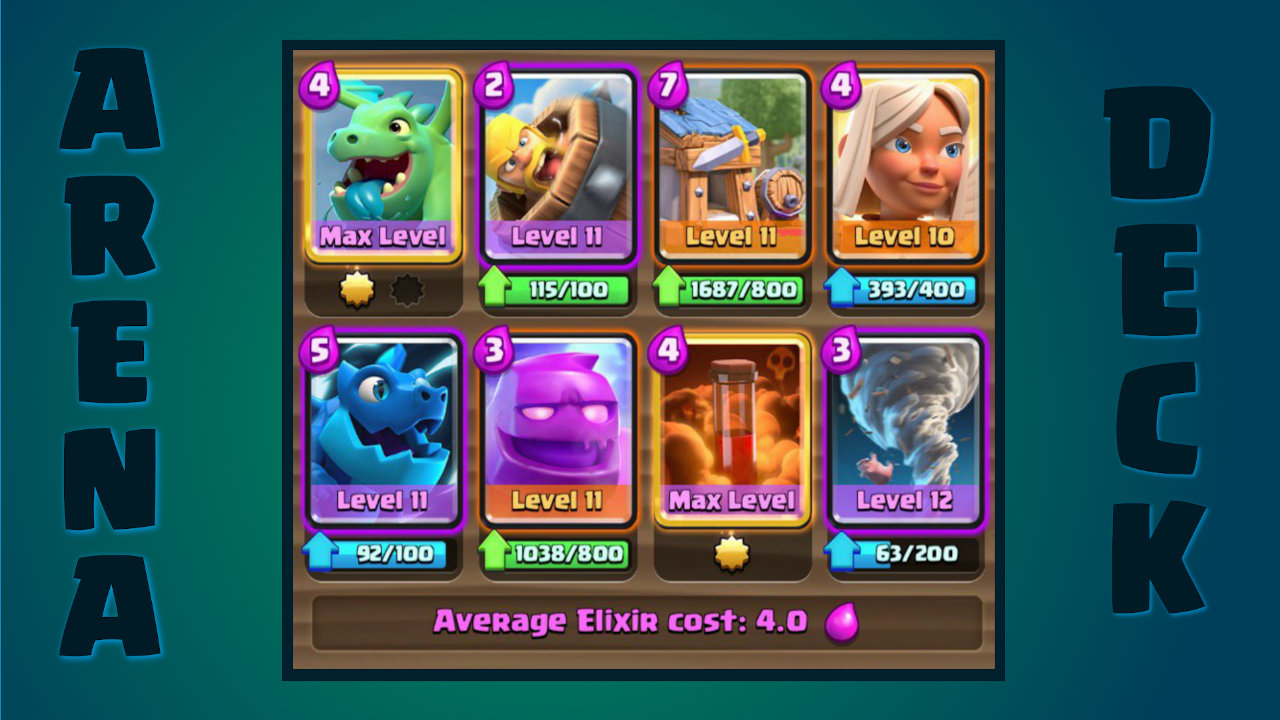 ARENA
4
2
7
4
Max Level
Level 11
Level 11
Level 10
115/100
1687/800
393/400
5
3
4
3
Level 11
Level 11
Max Level
Level 12
92/100
1038/800
63/200
Average Elixir cost: 4.0
DECK